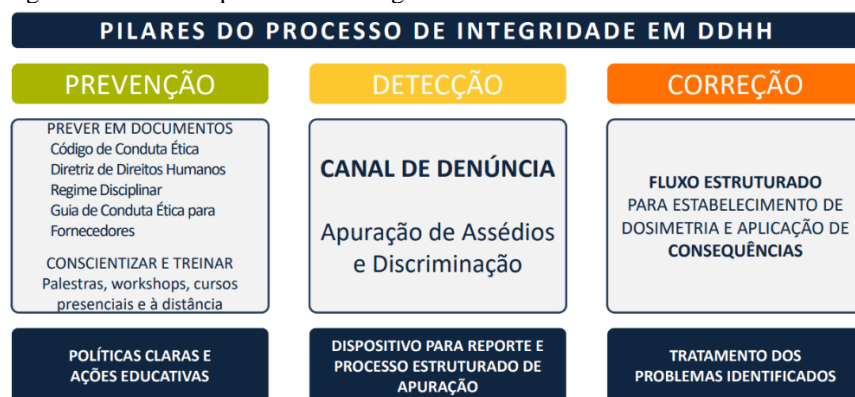 PILARES DO PROCESSO DE INTEGRIDADE EM DDHH
PREVENÇÃO
PREVER EM DOCUMENTOS
Código de Conduta Ética
Diretriz de Direitos Humanos
Regime Disciplinar
Guia de Conduta Ética para
Fornecedores
CONSCIENTIZAR E TREINAR
Palestras, workshops, cursos
presenciais e à distância
POLÍTICAS CLARAS E
AÇÕES EDUCATIVAS
DETECÇÃO
CANAL DE DENÚNCIA
Apuração de Assédios
e Discriminação
DISPOSITIVO PARA REPORTE E
PROCESSO ESTRUTURADO DE
APURAÇÃO
CORREÇÃO
FLUXO ESTRUTURADO
PARA ESTABELECIMENTO DE
DOSIMETRIA E APLICAÇÃO DE
CONSEQUÊNCIAS
TRATAMENTO DOS
PROBLEMAS IDENTIFICADOS